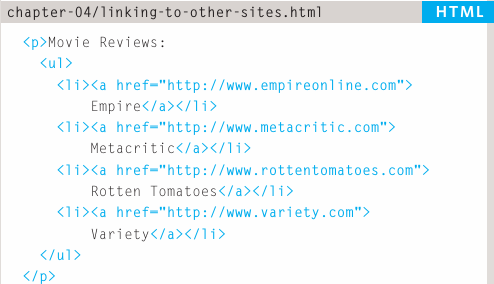 chapter-04/linking-to-other-sites.html HTML
<p>Movie Reviews:
<ul>
<li><a href="http://www.empireonline.com">
Empire</a></li>
<li><a href="http://www.metacritic.com">
Metacritic</a></li>
<li><a href="http://www.rottentomatoes.com">
Rotten Tomatoes</a></li>
<li><a href="http://www.variety.com">
Variety</a></li>
</ul>
</p>